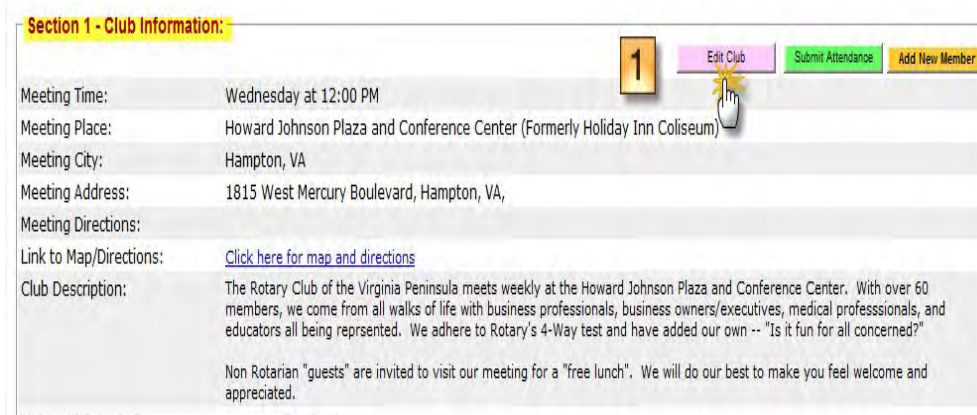 Section 1 - Club Information:
1
Edit Club
Submit Attendance
Add New Member
Meeting Time: Wednesday at 12:00 PM
Meeting Place: Howard Johnson Plaza and Conference Center (Formerly Holiday Inn Coliseum)
Meeting City: Hampton, VA
Meeting Address: 1815 West Mercury Boulevard, Hampton, VA,
Meeting Directions:
Link to Map/Directions: Click here for map and directions
Club Description: The Rotary Club of the Virginia Peninsula meets weekly at the Howard Johnson Plaza and Conference Center. With over 60
members, we come from all walks of life with business professionals, business owners/executives, medical professsionals, and
educators all being reprsented. We adhere to Rotary's 4-Way test and have added our own -- "Is it fun for all concerned?"
Non Rotarian "guests" are invited to visit our meeting for a "free lunch". We will do our best to make you feel welcome and
appreciated.